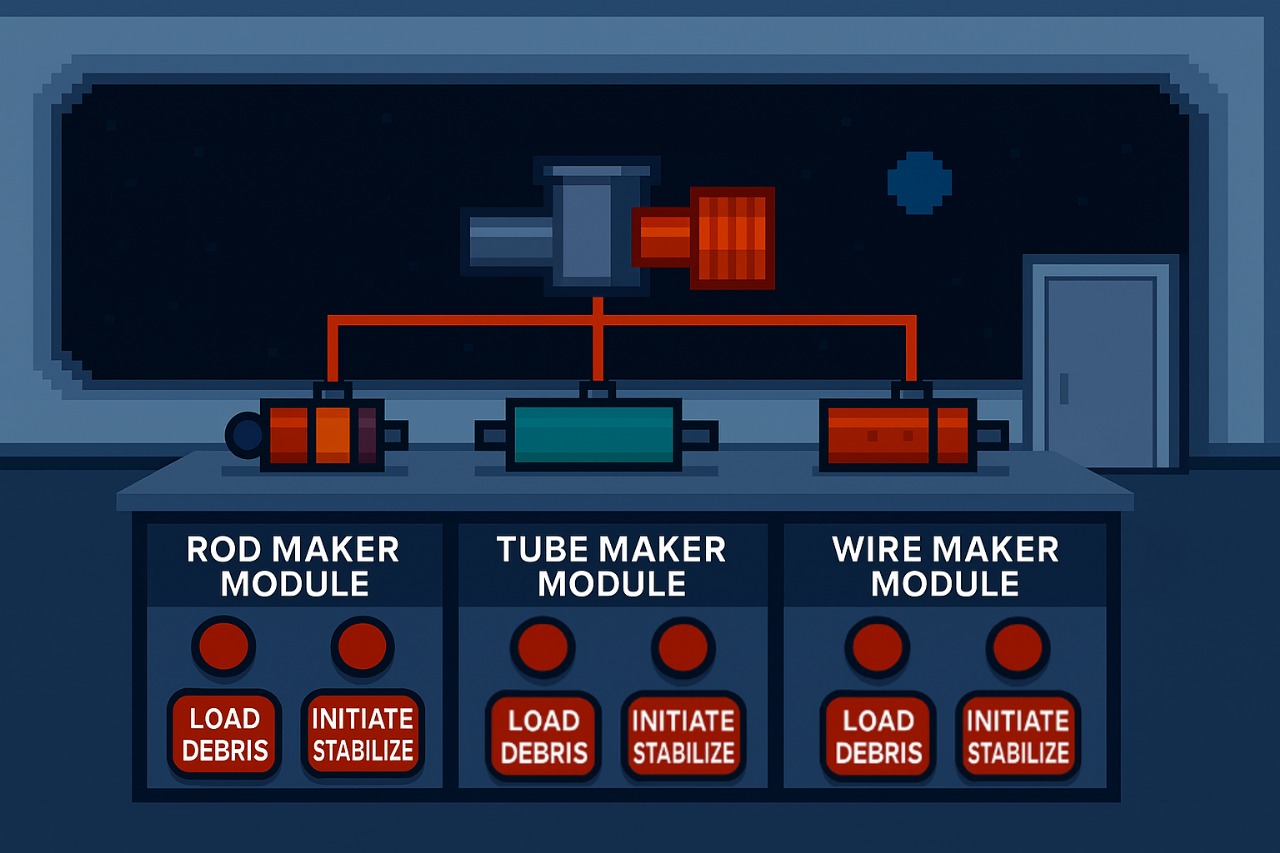 ROD MAKER
MODULE
TUBE MAKER
MODULE
WIRE MAKER
MODULE
LOAD
DEBRIS
INITIATE
STABILIZE
LOAD
DEBRIS
INITIATE
STABILIZE
LOAD
DEBRIS
INITIATE
STABILIZE